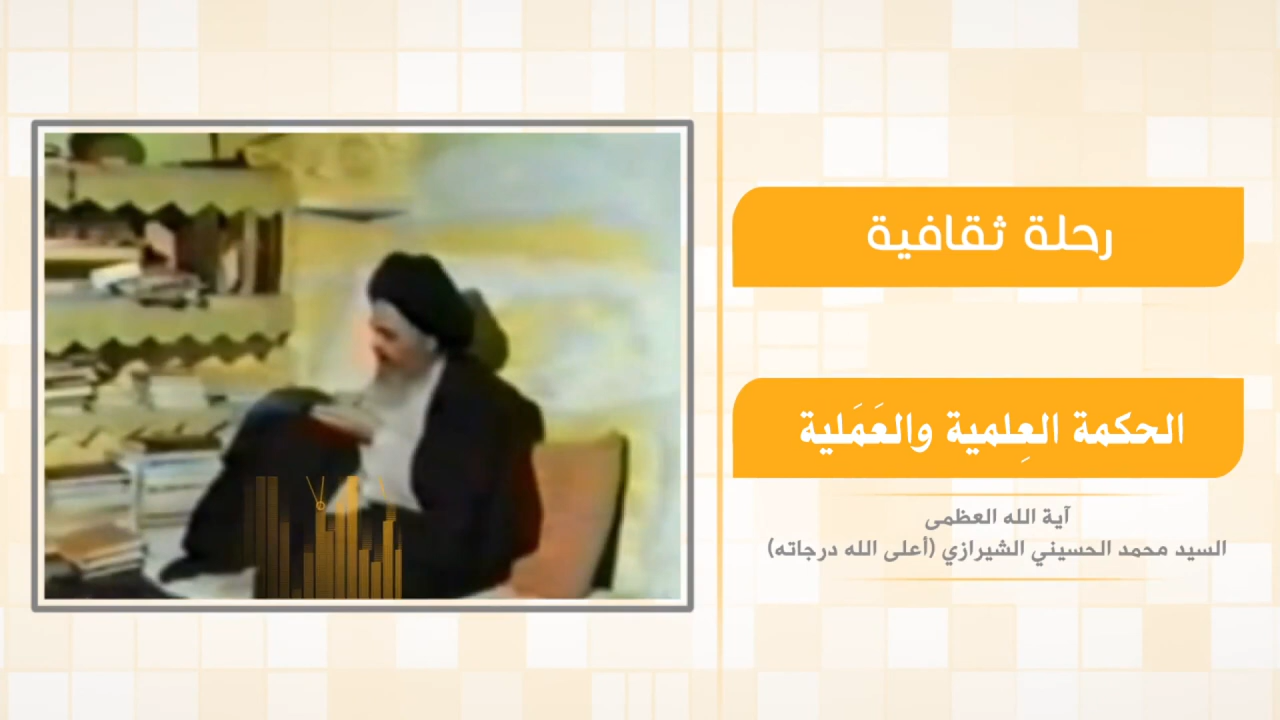 رحلة ثقافية
الحكمة العِلمية والعَمَلية
آية الله العظمى
السيد محمد الحسيني الشيرازي (أعلى الله درجاته)